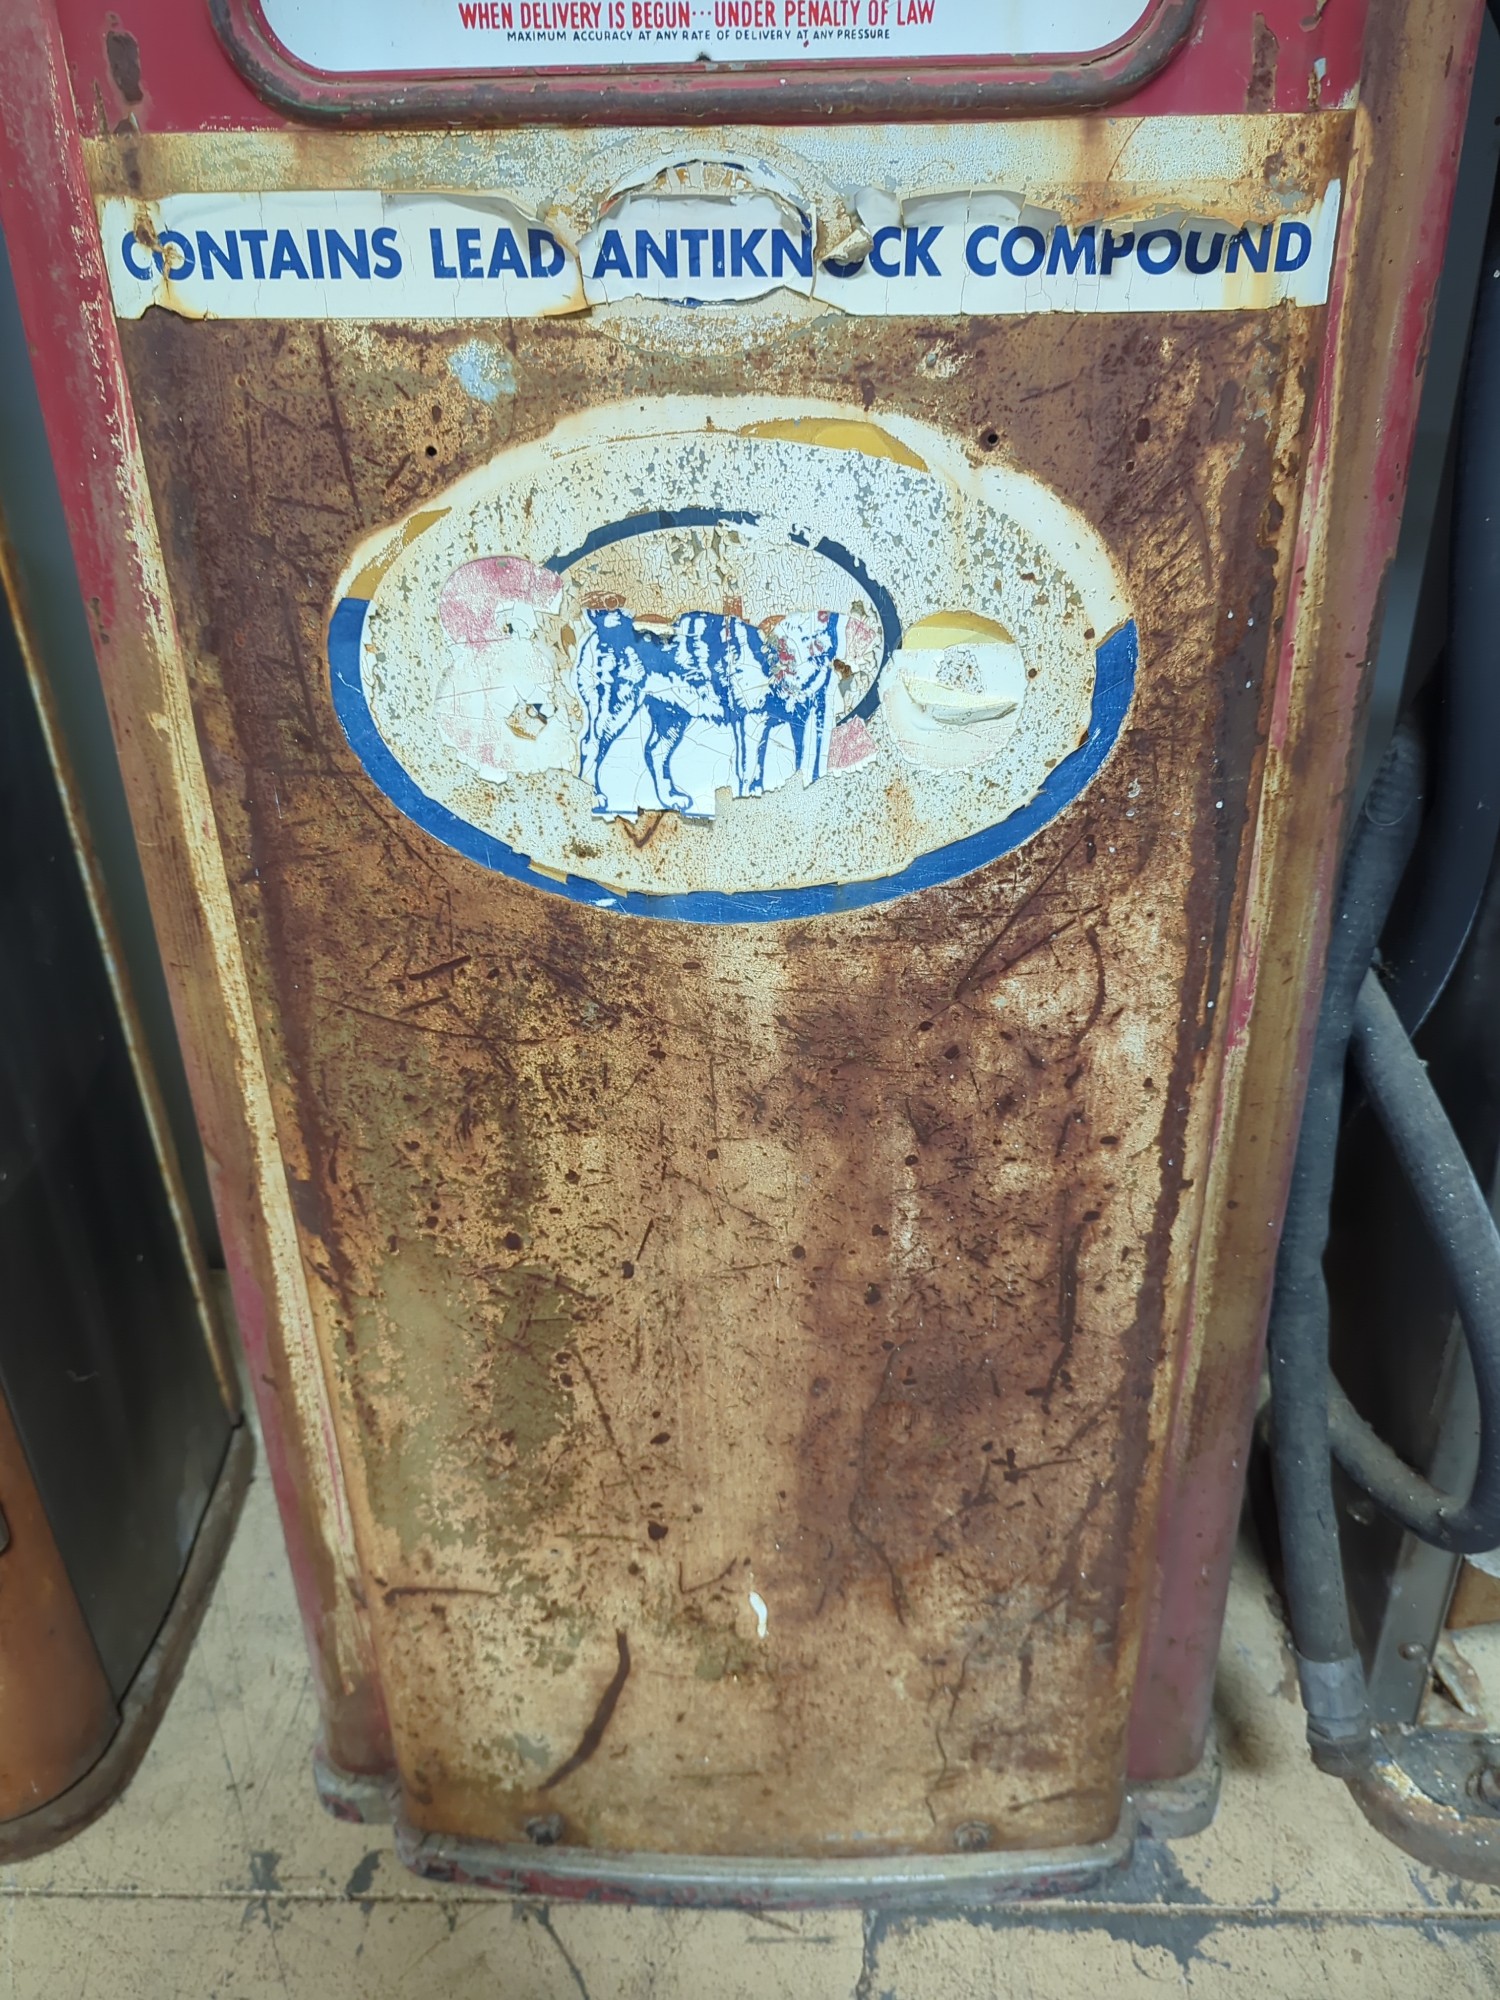 WHEN DELIVERY IS BEGUN···UNDER PENALTY OF LAW
MAXIMUM ACCURACY AT ANY RATE OF DELIVERY AT ANY PRESSURE
CONTAINS LEAD ANTIKNOCK COMPOUND